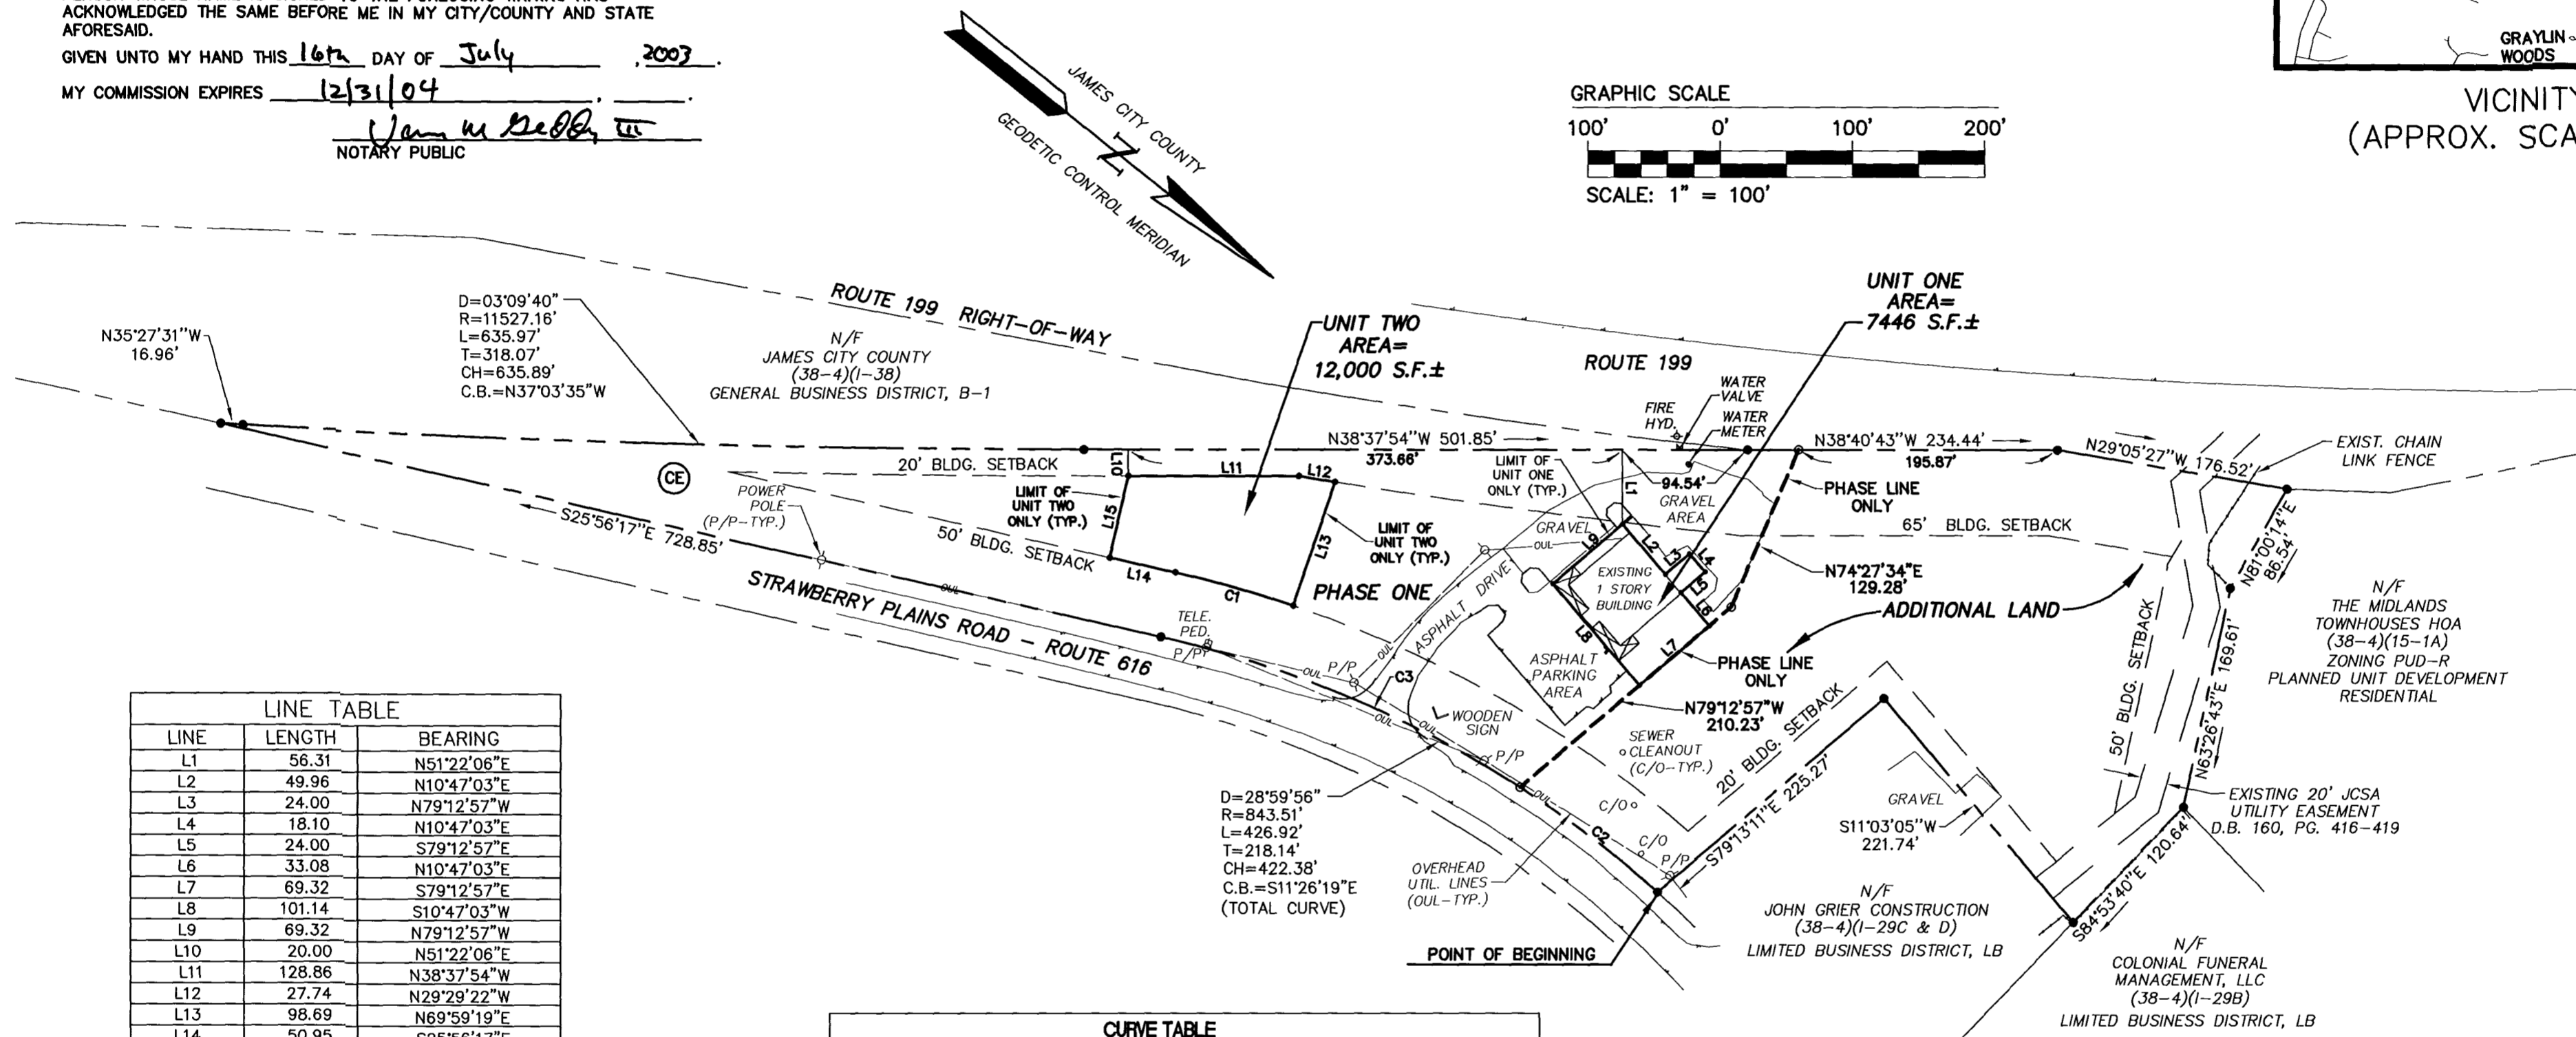 ACKNOWLEDGED THE SAME BEFORE ME IN MY CITY/COUNTY AND STATE
AFORESAID.
GIVEN UNTO MY HAND THIS 16th DAY OF July , 2003 .
MY COMMISSION EXPIRES 12/31/04
NOTARY PUBLIC
JAMES CITY COUNTY
N
GEODETIC CONTROL MERIDIAN
GRAPHIC SCALE
100' 0' 100' 200'
SCALE: 1" = 100'
GRAYLIN
WOODS
VICINITY
(APPROX. SCA
N35°27'31"W
16.96'
D=03°09'40"
R=11527.16'
L=635.97'
T=318.07'
CH=635.89'
C.B.=N37°03'35"W
ROUTE 199 RIGHT-OF-WAY
N/F
JAMES CITY COUNTY
(38-4)(I-38)
GENERAL BUSINESS DISTRICT, B-1
UNIT TWO
AREA=
12,000 S.F.±
UNIT ONE
AREA=
7446 S.F.±
ROUTE 199
WATER
VALVE
FIRE
HYD.
WATER
METER
N38°37'54"W 501.85'
373.66'
94.54'
N38°40'43"W 234.44'
195.87'
N29°05'27"W 176.52'
EXIST. CHAIN
LINK FENCE
CE
20' BLDG. SETBACK
L10
L11
L12
L13
L14
L15
C1
LIMIT OF
UNIT TWO
ONLY (TYP.)
LIMIT OF
UNIT TWO
ONLY (TYP.)
POWER
POLE
(P/P-TYP.)
50' BLDG. SETBACK
S25°56'17"E 728.85'
OUL
STRAWBERRY PLAINS ROAD - ROUTE 616
TELE.
PED.
P/P
PHASE ONE
LIMIT OF
UNIT ONE
ONLY (TYP.)
L1
GRAVEL
AREA
GRAVEL
OUL
L9
L2
L3
L4
L5
L6
L7
L8
EXISTING
1 STORY
BUILDING
ASPHALT DRIVE
OUL
P/P
OUL
C3
OUL
OUL
P/P
WOODEN
SIGN
ASPHALT
PARKING
AREA
PHASE LINE
ONLY
65' BLDG. SETBACK
N74°27'34"E
129.28'
ADDITIONAL LAND
PHASE LINE
ONLY
N79°12'57"W
210.23'
SEWER
CLEANOUT
(C/O-TYP.)
20' BLDG. SETBACK
C/O
C/O
P/P
OUL
C2
S79°13'11"E 225.27'
GRAVEL
S11°03'05"W
221.74'
50' BLDG. SETBACK
N81°00'14"E
86.54'
N63°26'43"E 169.61'
S84°53'40"E 120.64'
N/F
THE MIDLANDS
TOWNHOUSES HOA
(38-4)(15-1A)
ZONING PUD-R
PLANNED UNIT DEVELOPMENT
RESIDENTIAL
EXISTING 20' JCSA
UTILITY EASEMENT
D.B. 160, PG. 416-419
D=28°59'56"
R=843.51'
L=426.92'
T=218.14'
CH=422.38'
C.B.=S11°26'19"E
(TOTAL CURVE)
OVERHEAD
UTIL. LINES
(OUL-TYP.)
POINT OF BEGINNING
N/F
JOHN GRIER CONSTRUCTION
(38-4)(I-29C & D)
LIMITED BUSINESS DISTRICT, LB
N/F
COLONIAL FUNERAL
MANAGEMENT, LLC
(38-4)(I-29B)
LIMITED BUSINESS DISTRICT, LB
LINE TABLE
LINE LENGTH BEARING
L1 56.31 N51°22'06"E
L2 49.96 N10°47'03"E
L3 24.00 N79°12'57"W
L4 18.10 N10°47'03"E
L5 24.00 S79°12'57"E
L6 33.08 N10°47'03"E
L7 69.32 S79°12'57"E
L8 101.14 S10°47'03"W
L9 69.32 N79°12'57"W
L10 20.00 N51°22'06"E
L11 128.86 N38°37'54"W
L12 27.74 N29°29'22"W
L13 98.69 N69°59'19"E
L14 50.95 S25°56'17"E
CURVE TABLE